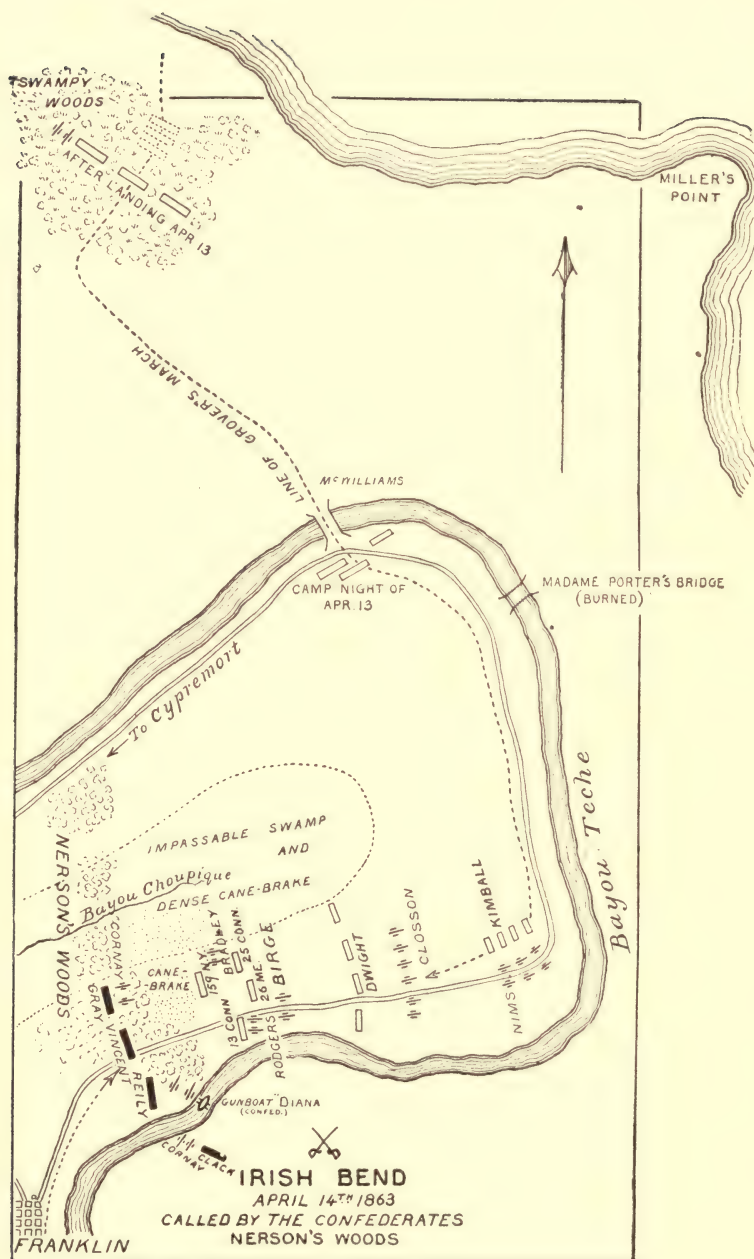 SWAMPY
WOODS
AFTER LANDING APR 13
MILLER'S
POINT
LINE OF GROVER'S MARCH
McWILLIAMS
CAMP NIGHT OF
APR. 13
MADAME PORTER'S BRIDGE
(BURNED)
To Cypremort
Bayou Teche
NERSON'S WOODS
IMPASSABLE SWAMP
AND
DENSE CANE-BRAKE
Bayou Choupique
CORNAY
GRAY
VINCENT
REILY
CANE-
BRAKE
159 NY
BRADLEY
25 CONN.
26 ME.
BIRGE
13 CONN
RODGERS
DWIGHT
CLOSSON
KIMBALL
NIMS
GUNBOAT "DIANA
(CONFED.)
CORNAY
CLACK
IRISH BEND
APRIL 14TH 1863
CALLED BY THE CONFEDERATES
NERSON'S WOODS
FRANKLIN